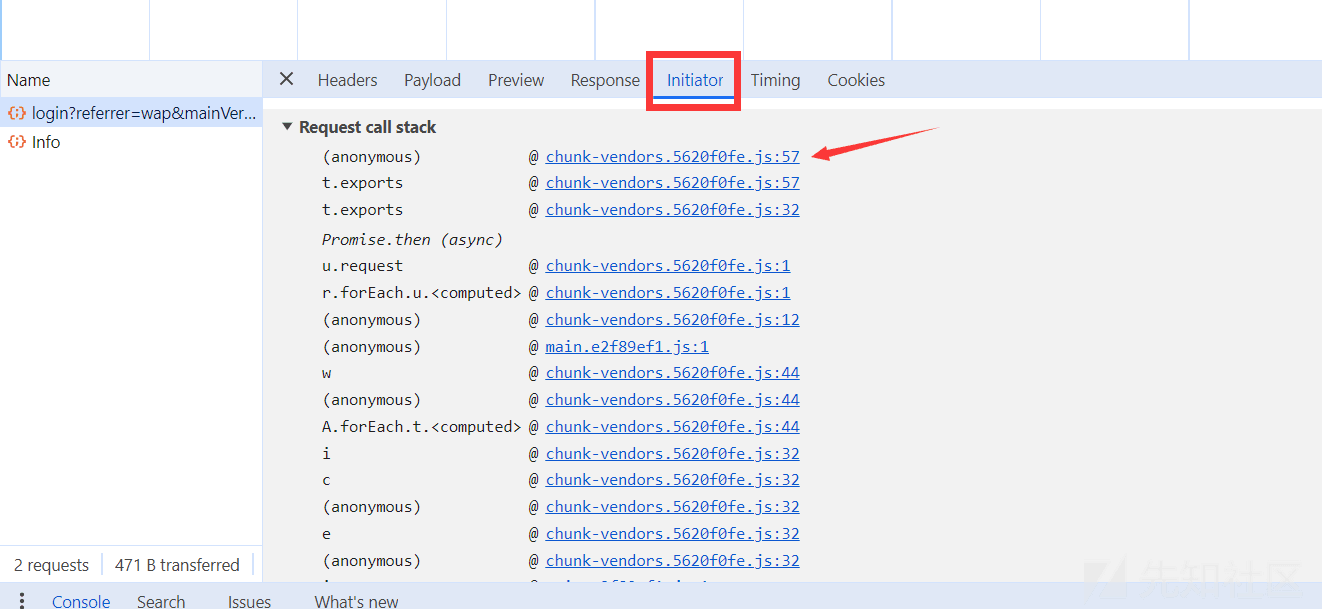 Name
× Headers Payload Preview Response Initiator Timing Cookies
login?referrer=wap&mainVer...
Info
▼ Request call stack
(anonymous) @ chunk-vendors.5620f0fe.js:57
t.exports @ chunk-vendors.5620f0fe.js:57
t.exports @ chunk-vendors.5620f0fe.js:32
Promise.then (async)
u.request @ chunk-vendors.5620f0fe.js:1
r.forEach.u.<computed> @ chunk-vendors.5620f0fe.js:1
(anonymous) @ chunk-vendors.5620f0fe.js:12
(anonymous) @ main.e2f89ef1.js:1
w @ chunk-vendors.5620f0fe.js:44
(anonymous) @ chunk-vendors.5620f0fe.js:44
A.forEach.t.<computed> @ chunk-vendors.5620f0fe.js:44
i @ chunk-vendors.5620f0fe.js:32
c @ chunk-vendors.5620f0fe.js:32
(anonymous) @ chunk-vendors.5620f0fe.js:32
e @ chunk-vendors.5620f0fe.js:32
(anonymous) @ chunk-vendors.5620f0fe.js:32
2 requests 471 B transferred
先知社区
Console Search Issues What's new